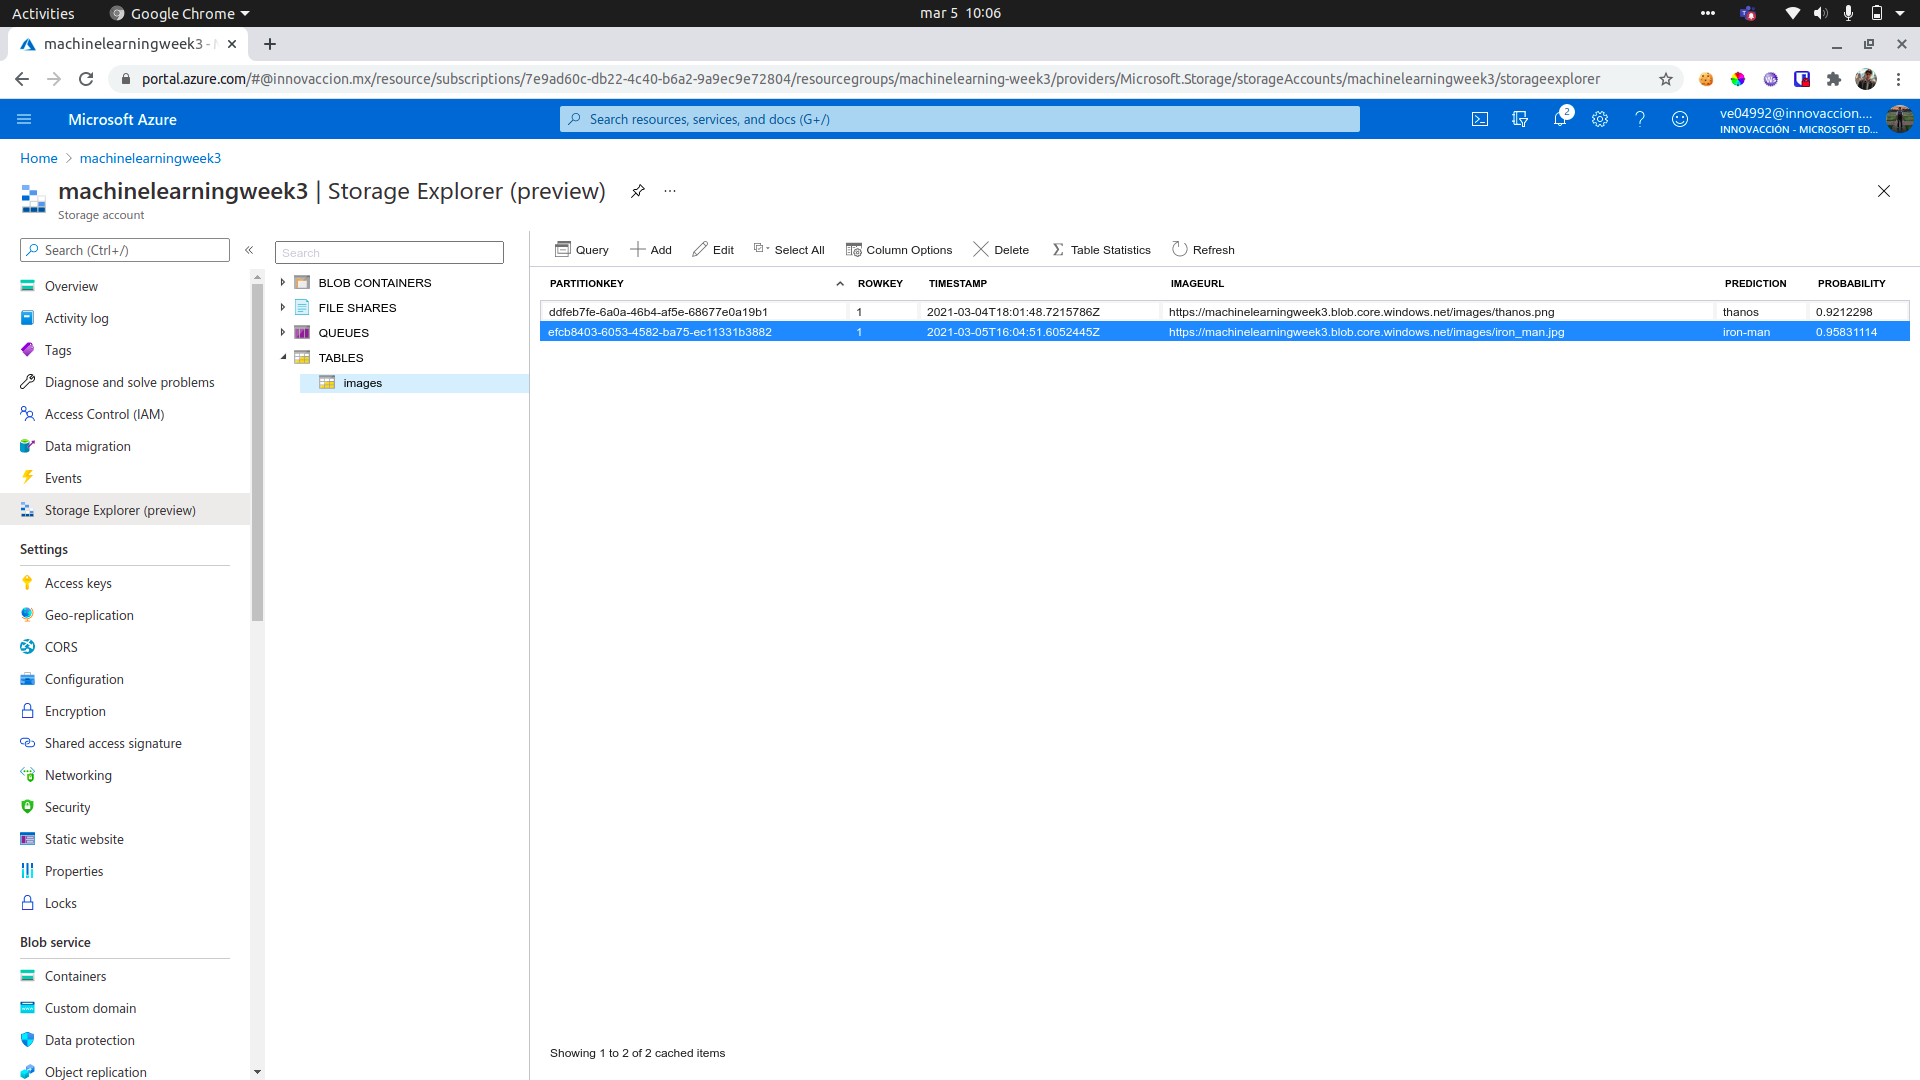 Activities
Google Chrome
mar 5 10:06
machinelearningweek3 -
portal.azure.com/#@innovaccion.mx/resource/subscriptions/7e9ad60c-db22-4c40-b6a2-9a9ec9e72804/resourcegroups/machinelearning-week3/providers/Microsoft.Storage/storageAccounts/machinelearningweek3/storageexplorer
Microsoft Azure
Search resources, services, and docs (G+/)
2
ve04992@innovaccion....
INNOVACCIÓN - MICROSOFT ED...
Home > machinelearningweek3
machinelearningweek3 | Storage Explorer (preview)
...
Storage account
Search (Ctrl+/)
«
Overview
Activity log
Tags
Diagnose and solve problems
Access Control (IAM)
Data migration
Events
Storage Explorer (preview)
Settings
Access keys
Geo-replication
CORS
Configuration
Encryption
Shared access signature
Networking
Security
Static website
Properties
Locks
Blob service
Containers
Custom domain
Data protection
Object replication
Search
BLOB CONTAINERS
FILE SHARES
QUEUES
TABLES
images
Query Add Edit Select All Column Options Delete Table Statistics Refresh
PARTITIONKEY ROWKEY TIMESTAMP IMAGEURL PREDICTION PROBABILITY
ddfeb7fe-6a0a-46b4-af5e-68677e0a19b1 1 2021-03-04T18:01:48.7215786Z https://machinelearningweek3.blob.core.windows.net/images/thanos.png thanos 0.9212298
efcb8403-6053-4582-ba75-ec11331b3882 1 2021-03-05T16:04:51.6052445Z https://machinelearningweek3.blob.core.windows.net/images/iron_man.jpg iron-man 0.95831114
Showing 1 to 2 of 2 cached items